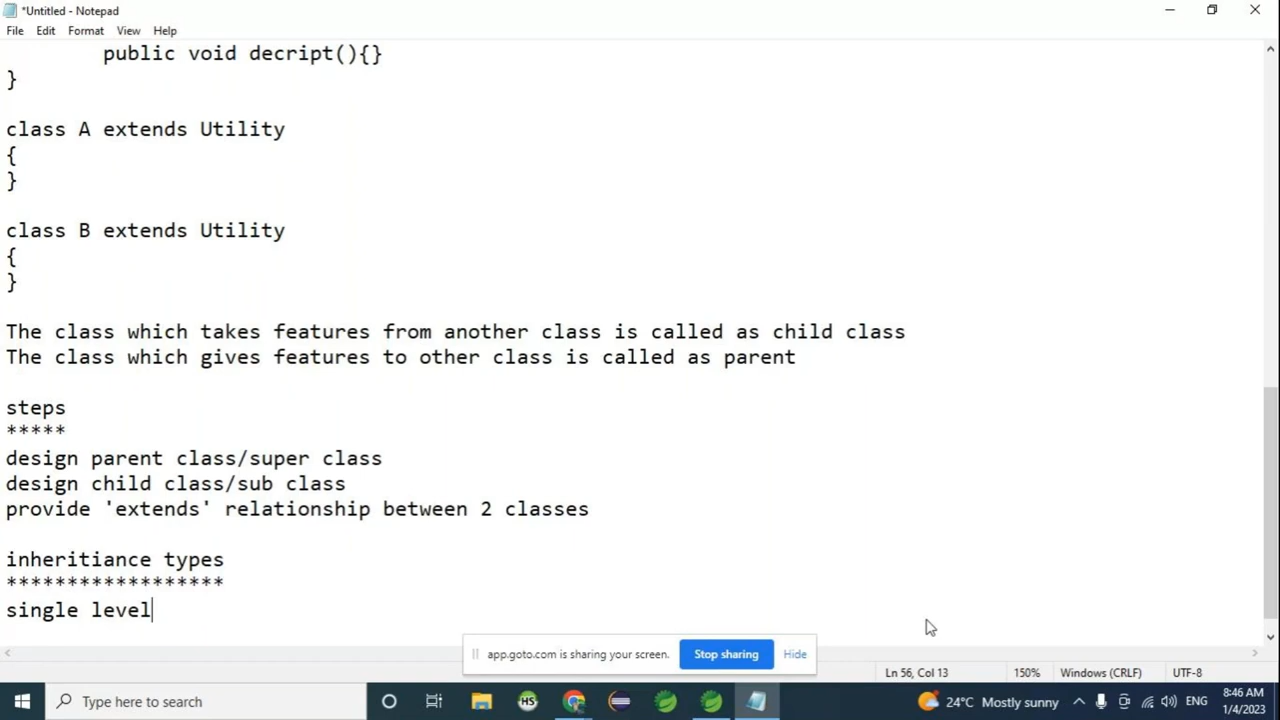 *Untitled - Notepad
File Edit Format View Help
public void decript(){}
}
class A extends Utility
{
}
class B extends Utility
{
}
The class which takes features from another class is called as child class
The class which gives features to other class is called as parent
steps
*****
design parent class/super class
design child class/sub class
provide 'extends' relationship between 2 classes
inheritiance types
******************
single level
app.goto.com is sharing your screen. Stop sharing Hide
Ln 56, Col 13 150% Windows (CRLF) UTF-8
Type here to search HS 24°C Mostly sunny ENG 8:46 AM
1/4/2023